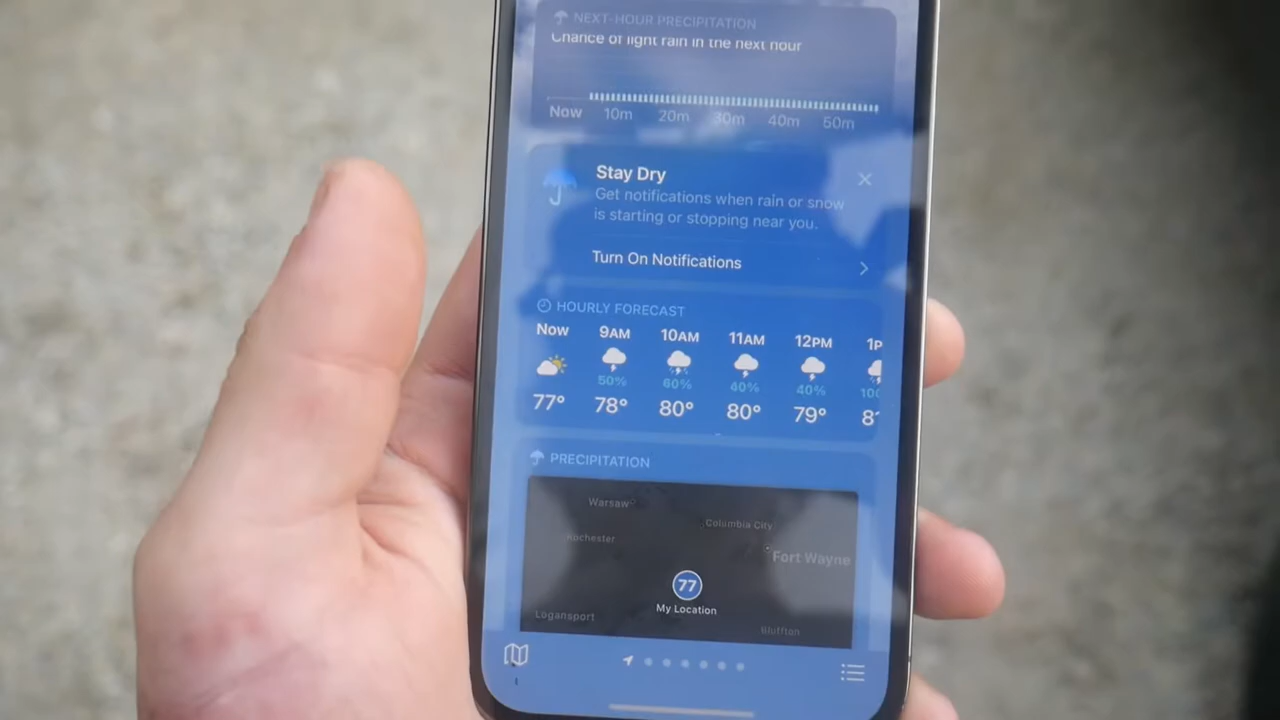 NEXT-HOUR PRECIPITATION
Chance of light rain in the next hour
Now 10m 20m 30m 40m 50m
Stay Dry
Get notifications when rain or snow
is starting or stopping near you.
Turn On Notifications
HOURLY FORECAST
Now 9AM 10AM 11AM 12PM 1P
50% 60% 40% 40% 100
77° 78° 80° 80° 79° 8
PRECIPITATION
Warsaw
Columbia City
Rochester
Fort Wayne
77
My Location
Logansport
Bluffton